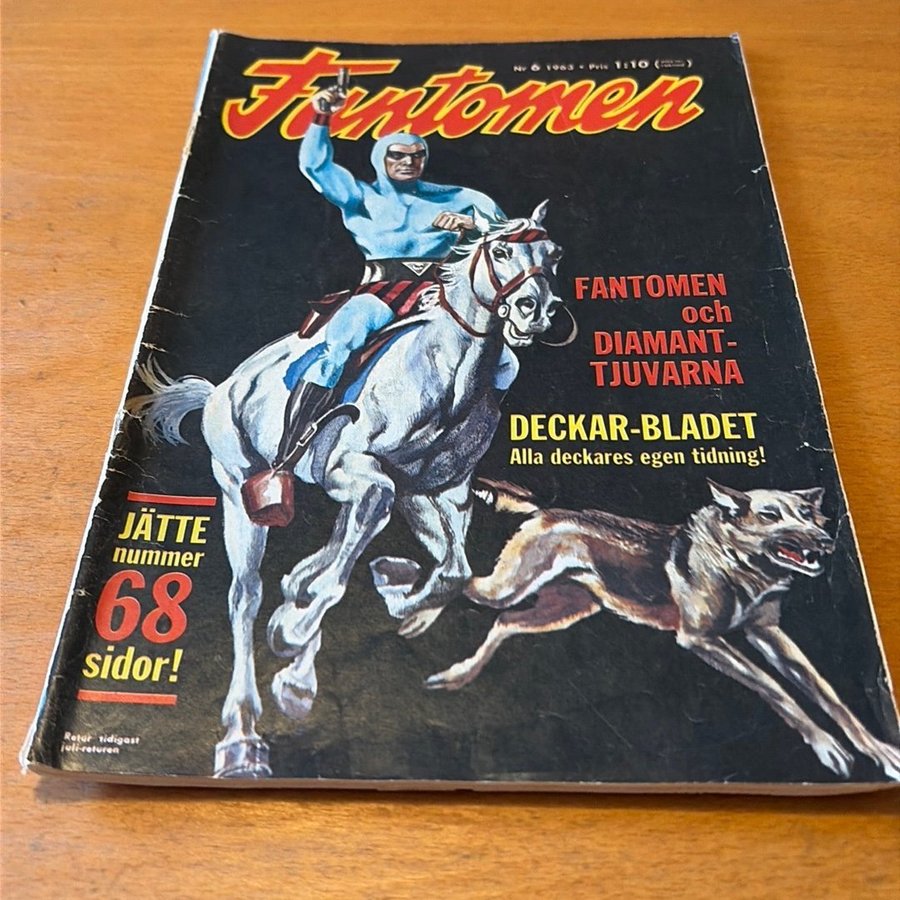 Nr 6 1963 • Pris 1:10
Fantomen
FANTOMEN
och
DIAMANT-
TJUVARNA
DECKAR-BLADET
Alla deckares egen tidning!
JÄTTE
nummer
68
sidor!
Retur tidigast
juli-returen